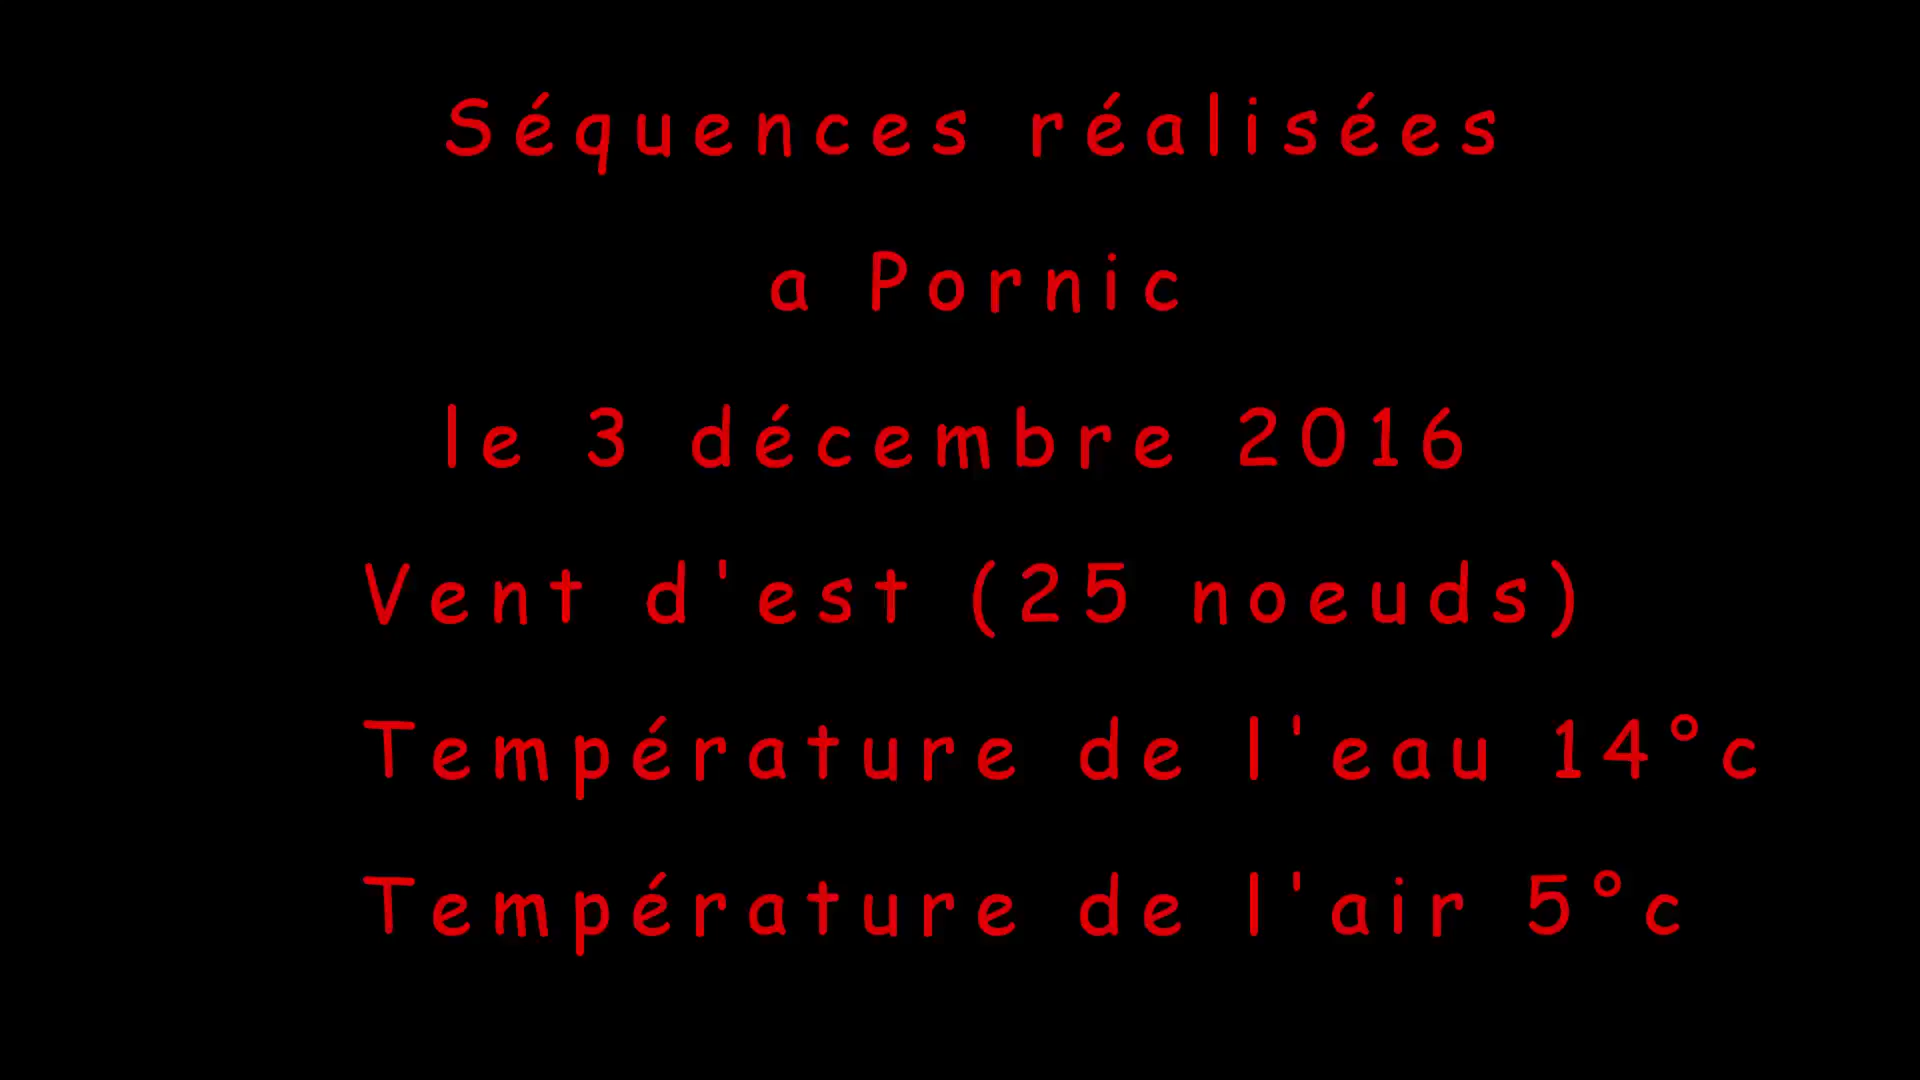 Séquences réalisées
a Pornic
le 3 décembre 2016
Vent d'est (25 noeuds)
Température de l'eau 14°c
Température de l'air 5°c